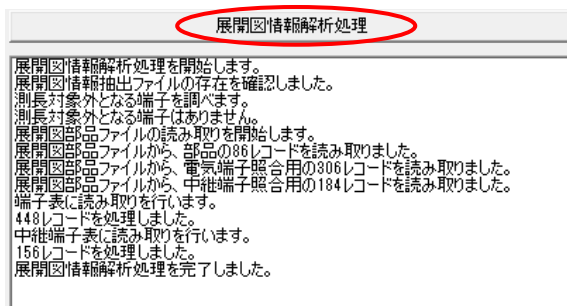 展開図情報解析処理
展開図情報解析処理を開始します。
展開図情報抽出ファイルの存在を確認しました。
測長対象外となる端子を調べます。
測長対象外となる端子はありません。
展開図部品ファイルの読み取りを開始します。
展開図部品ファイルから、部品の86レコードを読み取りました。
展開図部品ファイルから、電気端子照合用の306レコードを読み取りました。
展開図部品ファイルから、中継端子照合用の184レコードを読み取りました。
端子表に読み取りを行います。
448レコードを処理しました。
中継端子表に読み取りを行います。
156レコードを処理しました。
展開図情報解析処理を完了しました。